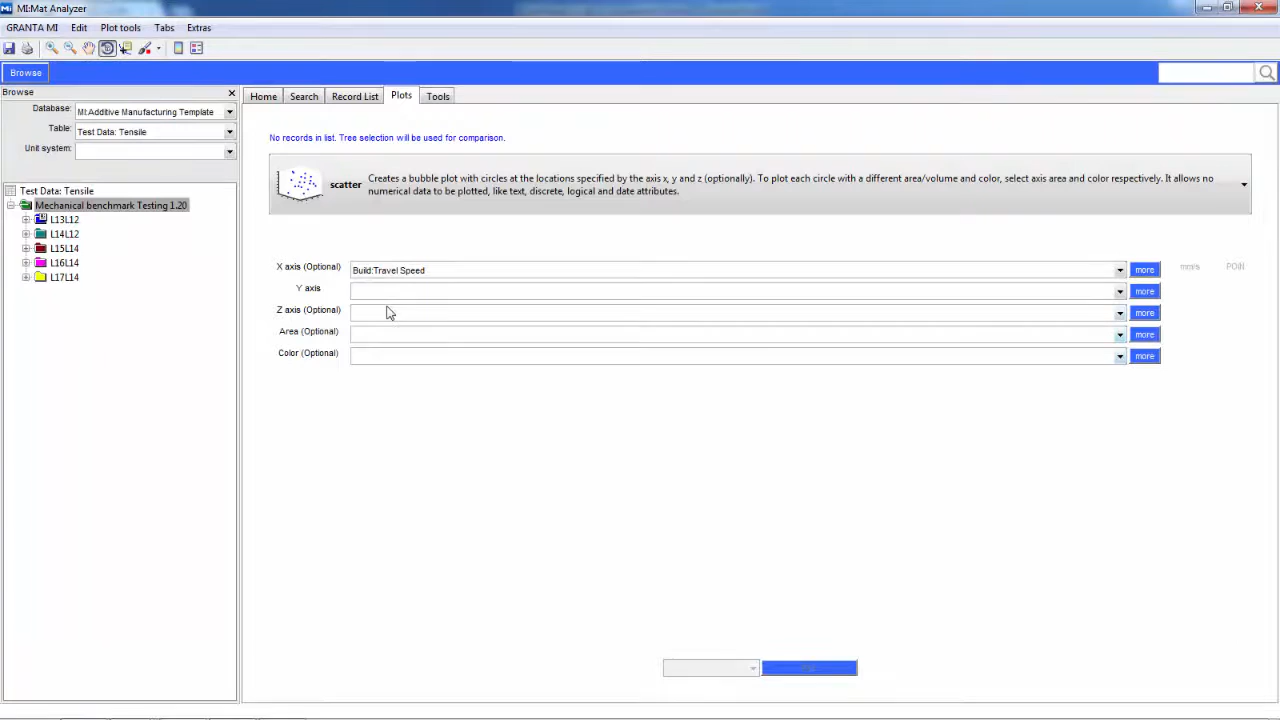 MI:Mat Analyzer
GRANTA MI Edit Plot tools Tabs Extras
Browse
Browse
Database: MI:Additive Manufacturing Template
Table: Test Data: Tensile
Unit system:
Test Data: Tensile
Mechanical benchmark Testing 1.20
L13L12
L14L12
L15L14
L16L14
L17L14
Home Search Record List Plots Tools
No records in list. Tree selection will be used for comparison.
scatter
Creates a bubble plot with circles at the locations specified by the axis x, y and z (optionally). To plot each circle with a different area/volume and color, select axis area and color respectively. It allows no
numerical data to be plotted, like text, discrete, logical and date attributes.
X axis (Optional) Build:Travel Speed more mm/s POIN
Y axis more
Z axis (Optional) more
Area (Optional) more
Color (Optional) more